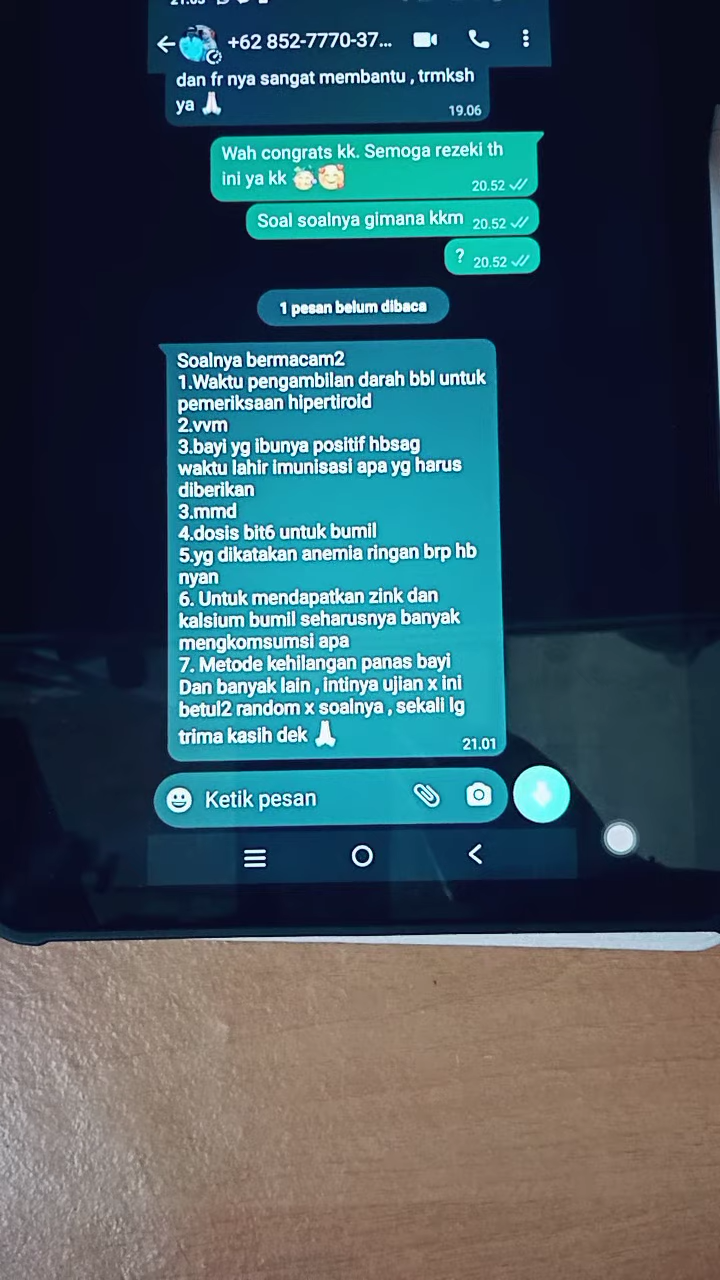 +62 852-7770-37...
dan fr nya sangat membantu , trmksh
ya 🙏🏻
19.06
Wah congrats kk. Semoga rezeki th
ini ya kk
20.52
Soal soalnya gimana kkm 20.52
? 20.52
1 pesan belum dibaca
Soalnya bermacam2
1.Waktu pengambilan darah bbl untuk
pemeriksaan hipertiroid
2.vvm
3.bayi yg ibunya positif hbsag
waktu lahir imunisasi apa yg harus
diberikan
3.mmd
4.dosis bit6 untuk bumil
5.yg dikatakan anemia ringan brp hb
nyan
6. Untuk mendapatkan zink dan
kalsium bumil seharusnya banyak
mengkomsumsi apa
7. Metode kehilangan panas bayi
Dan banyak lain , intinya ujian x ini
betul2 random x soalnya , sekali lg
trima kasih dek 🙏🏻
21.01
Ketik pesan